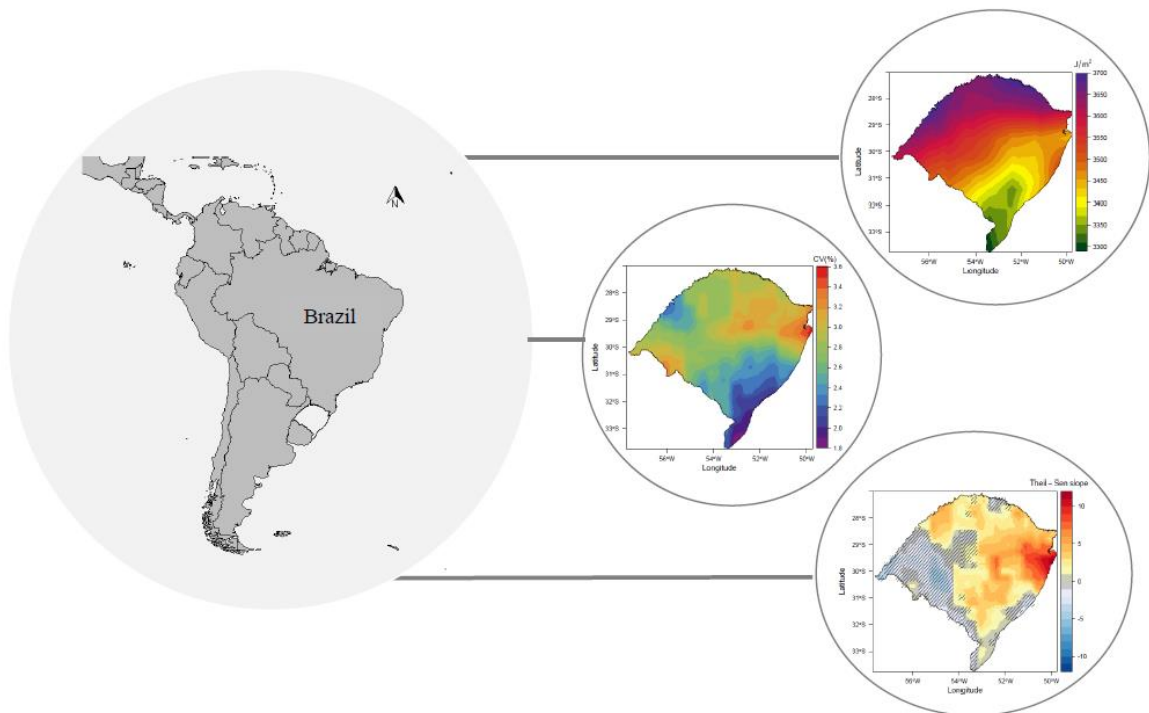 N
Brazil
J/m²
3700
3650
3600
3550
3500
3450
3400
3350
3300
28°S
29°S
30°S
31°S
32°S
33°S
Latitude
56°W 54°W 52°W 50°W
Longitude
CV(%)
3.6
3.4
3.2
3.0
2.8
2.6
2.4
2.2
2.0
1.8
28°S
29°S
30°S
31°S
32°S
33°S
Latitude
56°W 54°W 52°W 50°W
Longitude
Theil – Sen slope
10
5
0
-5
-10
28°S
29°S
30°S
31°S
32°S
33°S
Latitude
56°W 54°W 52°W 50°W
Longitude